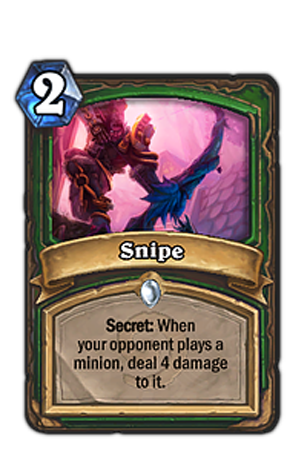 2
Snipe
Secret: When
your opponent plays a
minion, deal 4 damage
to it.